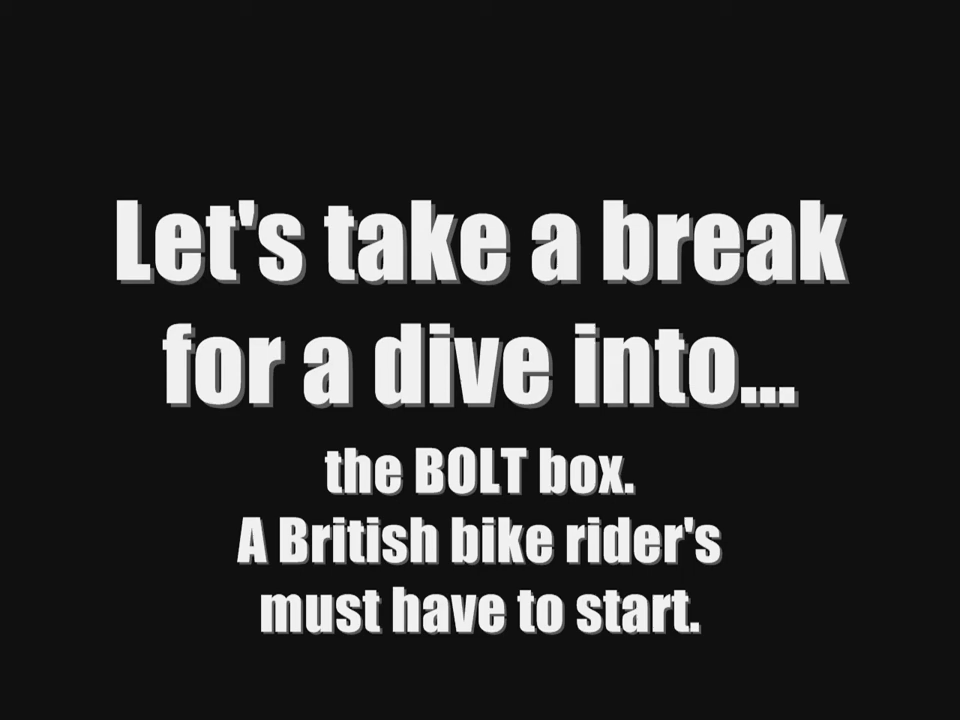 Let's take a break
for a dive into...
the BOLT box.
A British bike rider's
must have to start.